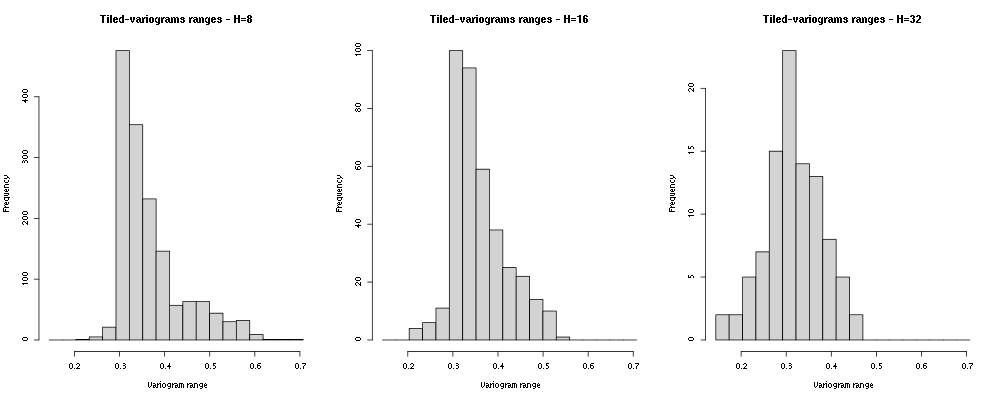 Tiled-variograms ranges - H=8
Frequency
400
300
200
100
0
0.2 0.3 0.4 0.5 0.6 0.7
Variogram range
Tiled-variograms ranges - H=16
Frequency
100
80
60
40
20
0
0.2 0.3 0.4 0.5 0.6 0.7
Variogram range
Tiled-variograms ranges - H=32
Frequency
20
15
10
5
0
0.2 0.3 0.4 0.5 0.6 0.7
Variogram range